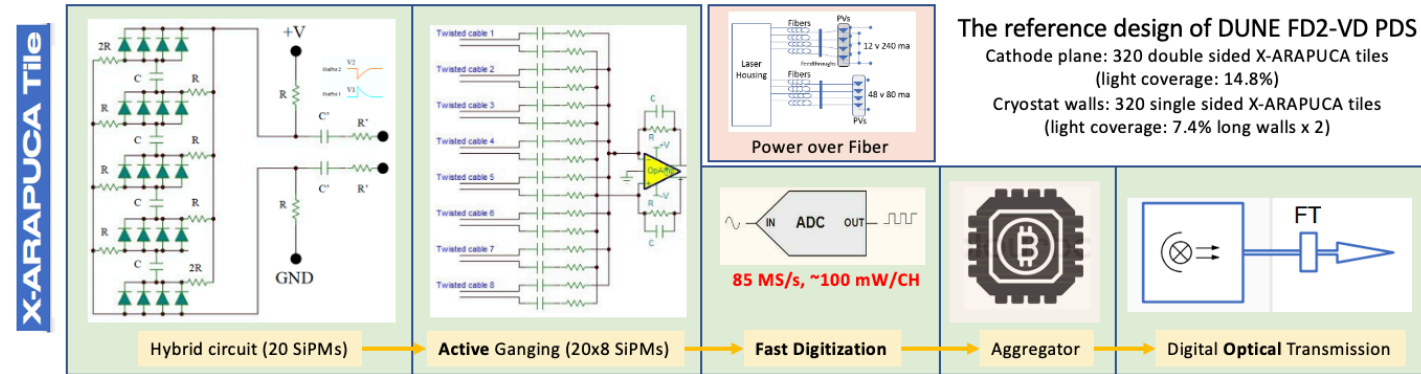 X-ARAPUCA Tile
2R
C
R
R
C
R
R
C
R
R
C
2R
R
+V
V2
V1
R
C'
R'
C'
R'
R
GND
Twisted cable 1
Twisted cable 2
Twisted cable 3
Twisted cable 4
Twisted cable 5
Twisted cable 6
Twisted cable 7
Twisted cable 8
C
R
+V
OpAmp
-V
R
C
Fibers
PVs
12 v 240 ma
Laser
Housing
Feedthroughs
Fibers
48 v 80 ma
PVs
Power over Fiber
The reference design of DUNE FD2-VD PDS
Cathode plane: 320 double sided X-ARAPUCA tiles
(light coverage: 14.8%)
Cryostat walls: 320 single sided X-ARAPUCA tiles
(light coverage: 7.4% long walls x 2)
IN
ADC
OUT
85 MS/s, ~100 mW/CH
FT
Hybrid circuit (20 SiPMs)
Active Ganging (20x8 SiPMs)
Fast Digitization
Aggregator
Digital Optical Transmission